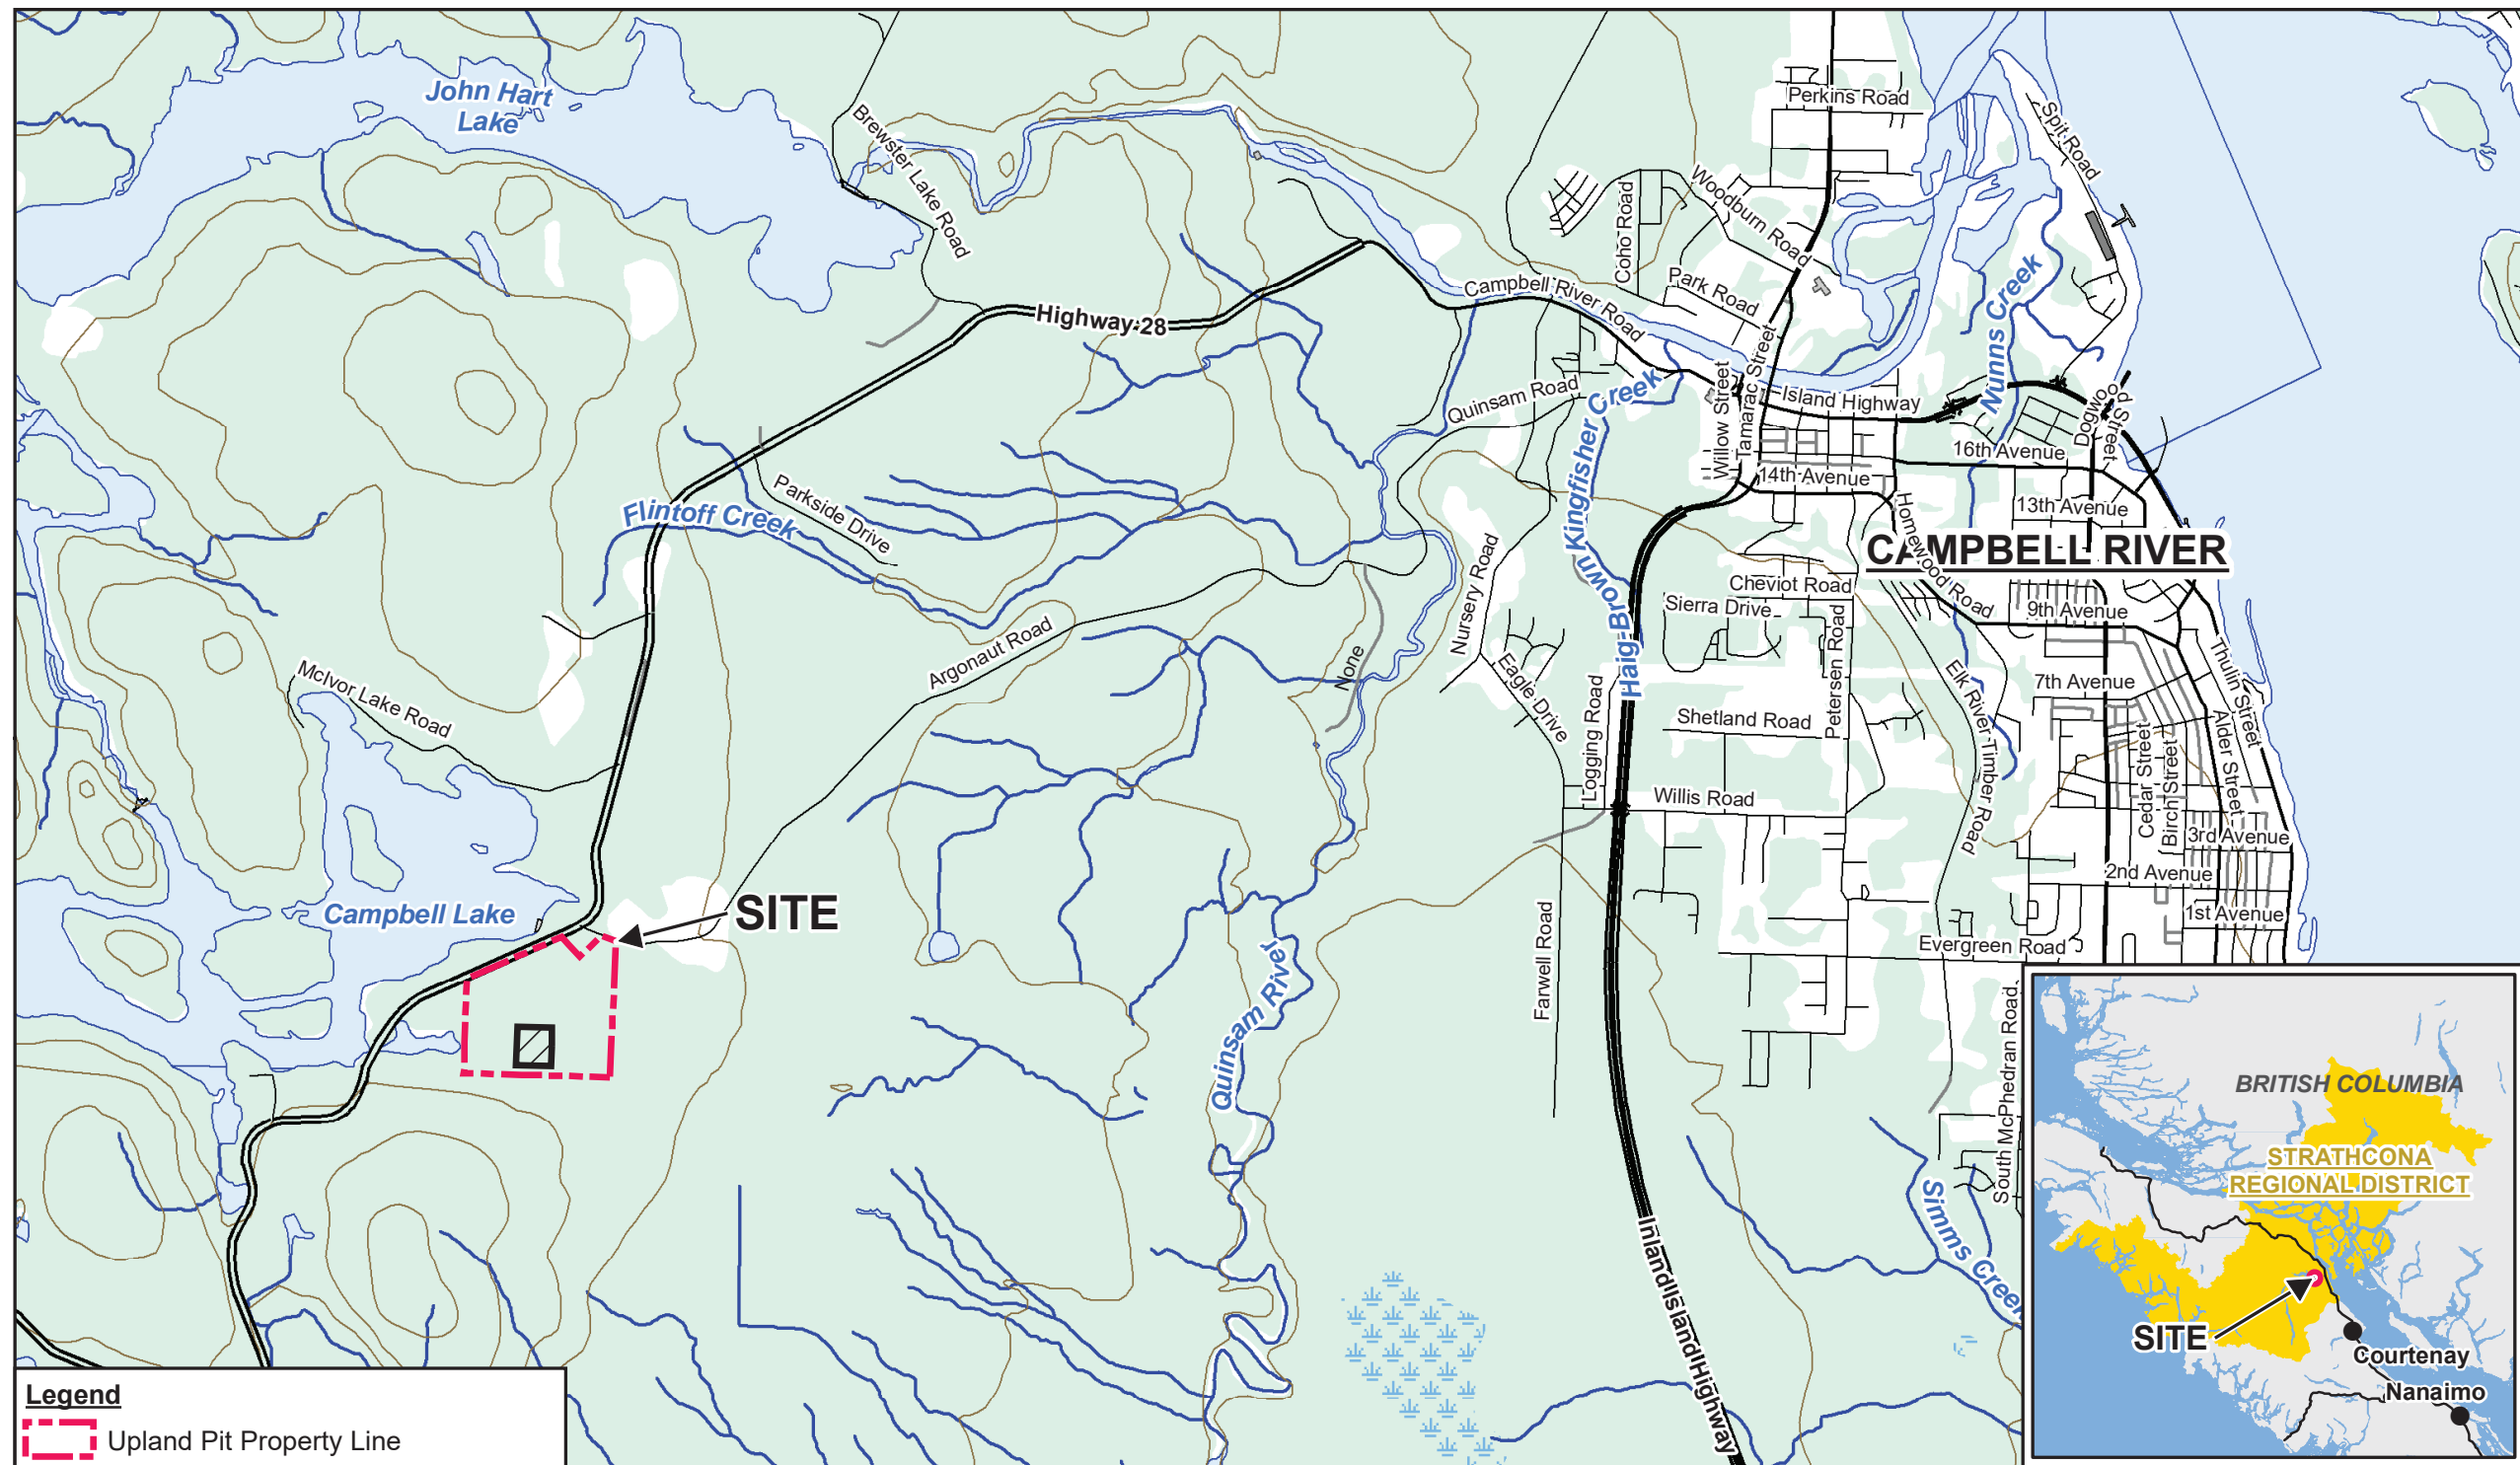 John Hart
Lake
Brewster Lake Road
Highway 28
Perkins Road
Spit Road
Woodburn Road
Coho Road
Park Road
Campbell River Road
Nunns Creek
Quinsam Road
Haig-Brown Kingfisher Creek
Willow Street
Tamarac Street
Island Highway
Dogwood Street
16th Avenue
14th Avenue
13th Avenue
Parkside Drive
Flintoff Creek
CAMPBELL RIVER
Homewood Road
Nursery Road
Cheviot Road
Sierra Drive
9th Avenue
Petersen Road
Argonaut Road
None
Eagle Drive
Elk River Timber Road
7th Avenue
Thulin Street
McIvor Lake Road
Logging Road
Shetland Road
Alder Street
Cedar Street
Birch Street
Willis Road
3rd Avenue
2nd Avenue
1st Avenue
Campbell Lake
SITE
Farwell Road
Evergreen Road
Quinsam River
South McPhedran Road
Simms Creek
Inland Island Highway
BRITISH COLUMBIA
STRATHCONA
REGIONAL DISTRICT
SITE
Courtenay
Nanaimo
Legend
Upland Pit Property Line